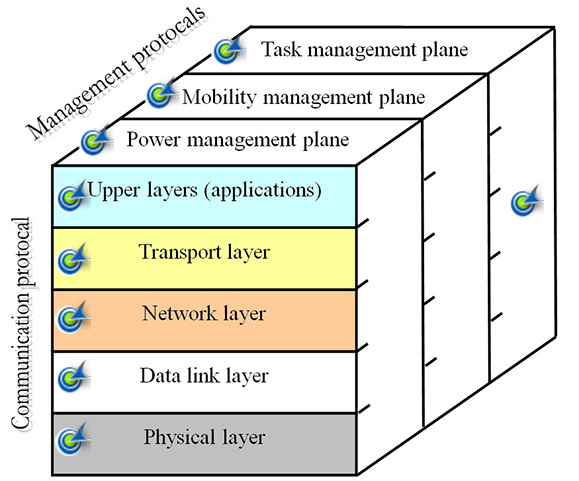 Management protocals
Task management plane
Mobility management plane
Power management plane
Communication protocal
Upper layers (applications)
Transport layer
Network layer
Data link layer
Physical layer